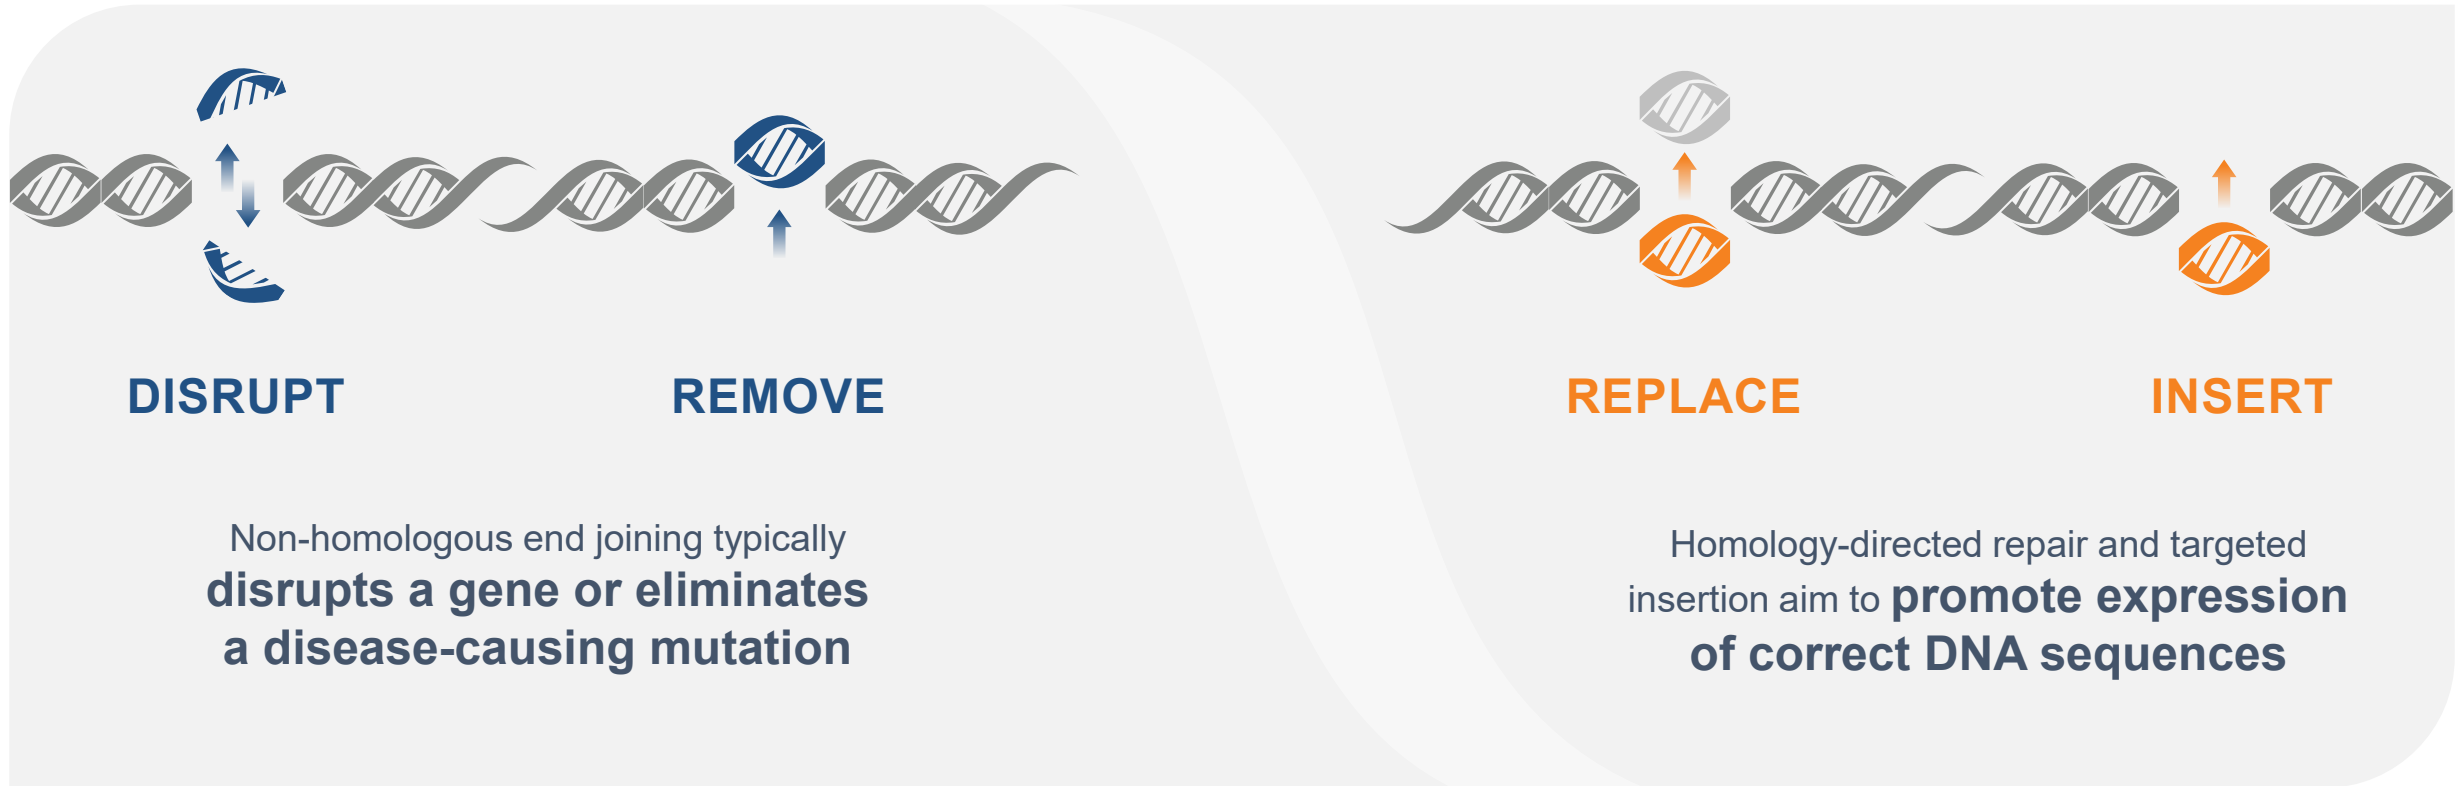 DISRUPT
REMOVE
Non-homologous end joining typically
disrupts a gene or eliminates
a disease-causing mutation
REPLACE
INSERT
Homology-directed repair and targeted
insertion aim to promote expression
of correct DNA sequences